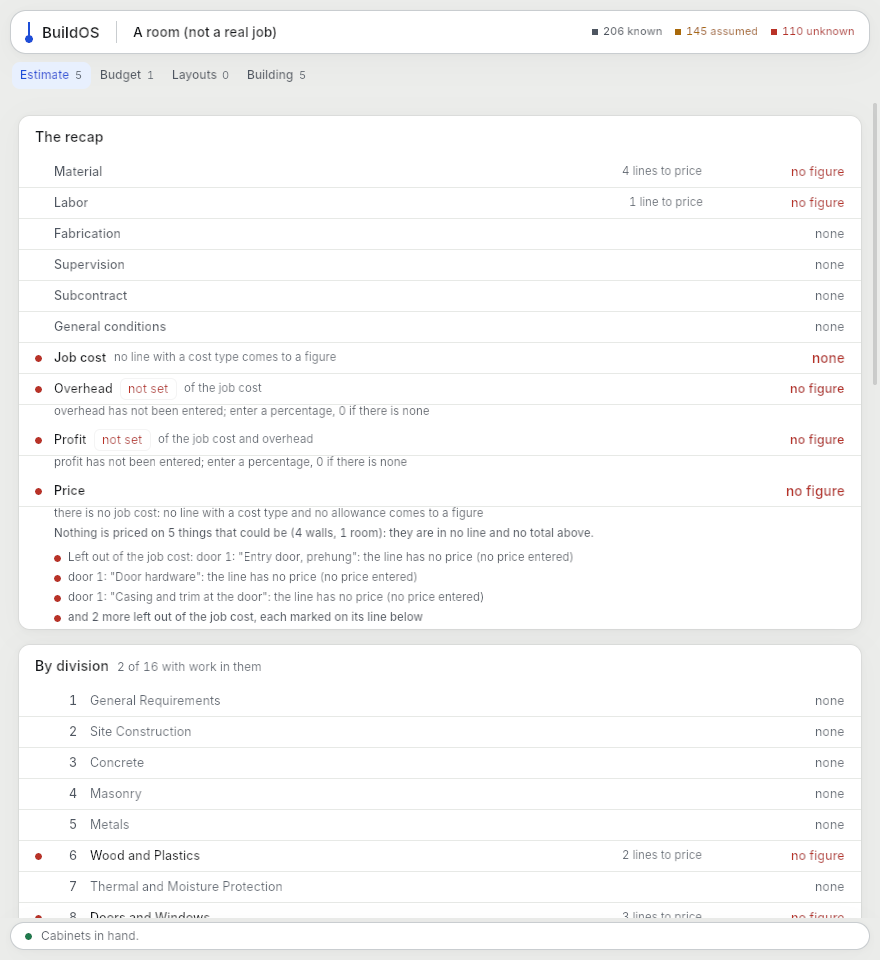 BuildOS A room (not a real job) 206 known 145 assumed 110 unknown
Estimate 5 Budget 1 Layouts 0 Building 5
The recap
Material 4 lines to price no figure
Labor 1 line to price no figure
Fabrication none
Supervision none
Subcontract none
General conditions none
Job cost no line with a cost type comes to a figure none
Overhead not set of the job cost no figure
overhead has not been entered; enter a percentage, 0 if there is none
Profit not set of the job cost and overhead no figure
profit has not been entered; enter a percentage, 0 if there is none
Price no figure
there is no job cost: no line with a cost type and no allowance comes to a figure
Nothing is priced on 5 things that could be (4 walls, 1 room): they are in no line and no total above.
Left out of the job cost: door 1: "Entry door, prehung": the line has no price (no price entered)
door 1: "Door hardware": the line has no price (no price entered)
door 1: "Casing and trim at the door": the line has no price (no price entered)
and 2 more left out of the job cost, each marked on its line below
By division 2 of 16 with work in them
1 General Requirements none
2 Site Construction none
3 Concrete none
4 Masonry none
5 Metals none
6 Wood and Plastics 2 lines to price no figure
7 Thermal and Moisture Protection none
8 Doors and Windows 3 lines to price no figure
Cabinets in hand.